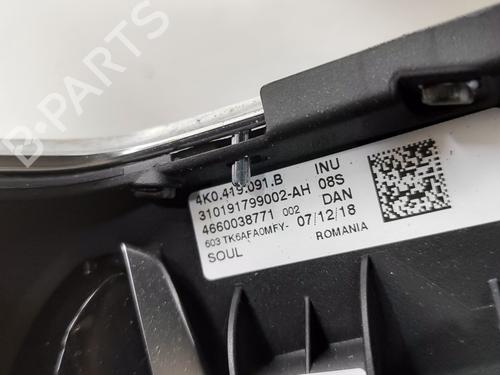 B-PARTS
4K0.419.091.B INU
310191799002-AH 08S
4660038771 002 DAN
603 TK6AFA0MFY- 07/12/18
SOUL ROMANIA